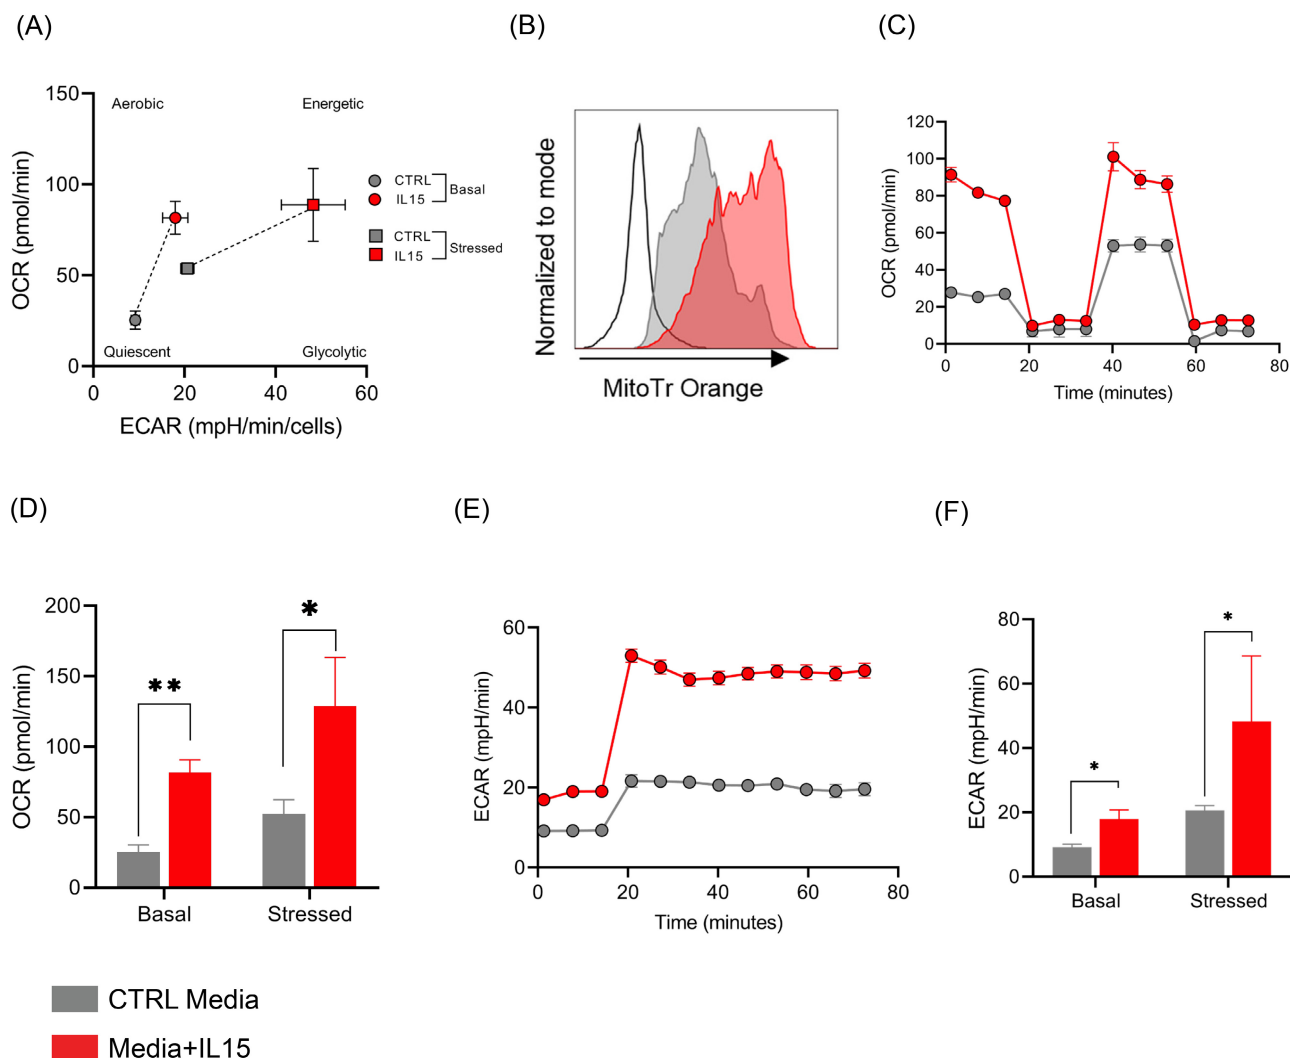 (A)
150
100
50
0
0
20
40
60
OCR (pmol/min)
ECAR (mpH/min/cells)
Aerobic
Energetic
Quiescent
Glycolytic
CTRL
IL15
Basal
CTRL
IL15
Stressed
(B)
Normalized to mode
MitoTr Orange
(C)
120
100
80
60
40
20
0
0
20
40
60
80
OCR (pmol/min)
Time (minutes)
(D)
200
150
100
50
0
OCR (pmol/min)
**
*
Basal
Stressed
(E)
60
40
20
0
0
20
40
60
80
ECAR (mpH/min)
Time (minutes)
(F)
80
60
40
20
0
ECAR (mpH/min)
*
*
Basal
Stressed
CTRL Media
Media+IL15